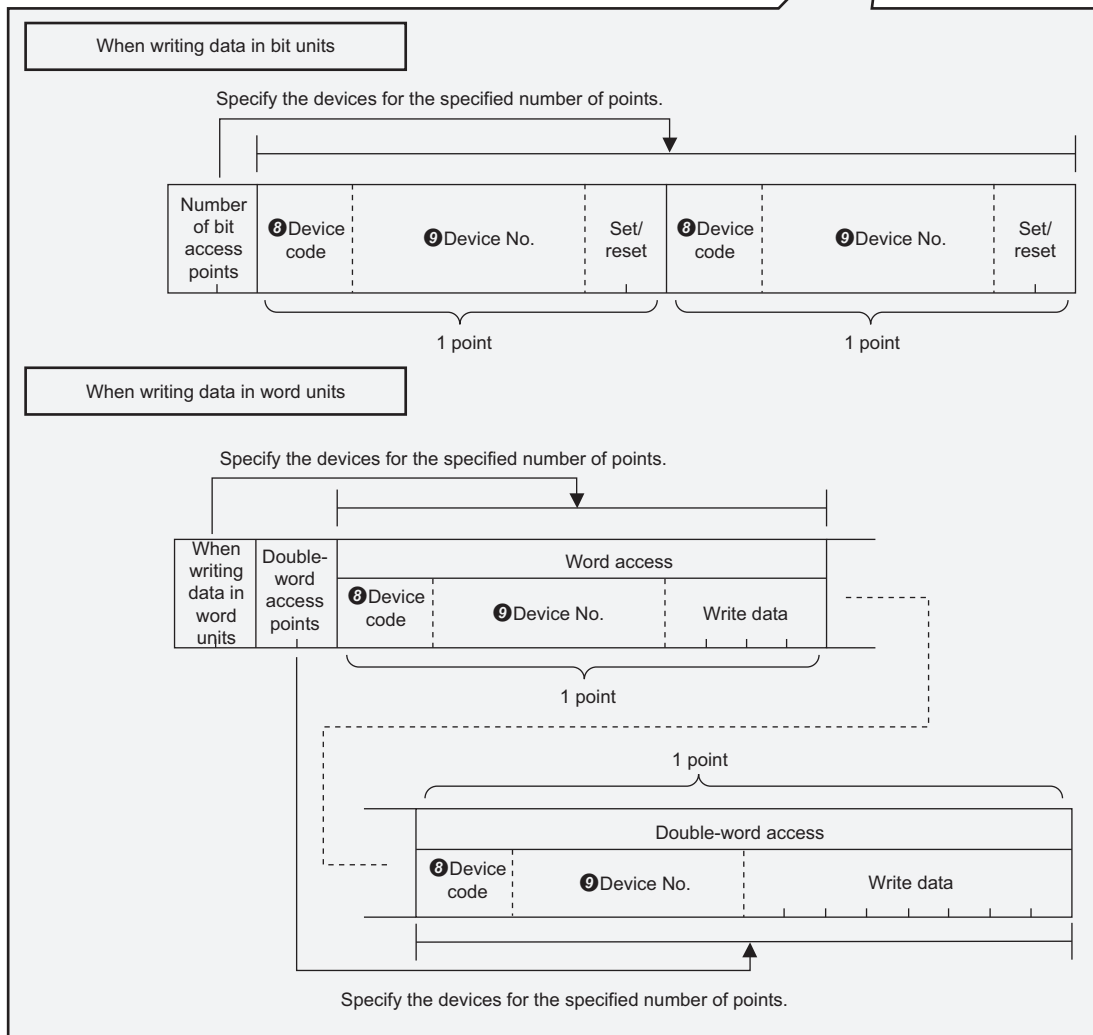 When writing data in bit units
Specify the devices for the specified number of points.
Number
of bit
access
points
❽Device
code
❾Device No.
Set/
reset
❽Device
code
❾Device No.
Set/
reset
1 point
1 point
When writing data in word units
Specify the devices for the specified number of points.
When
writing
data in
word
units
Double-
word
access
points
Word access
❽Device
code
❾Device No.
Write data
1 point
1 point
Double-word access
❽Device
code
❾Device No.
Write data
Specify the devices for the specified number of points.